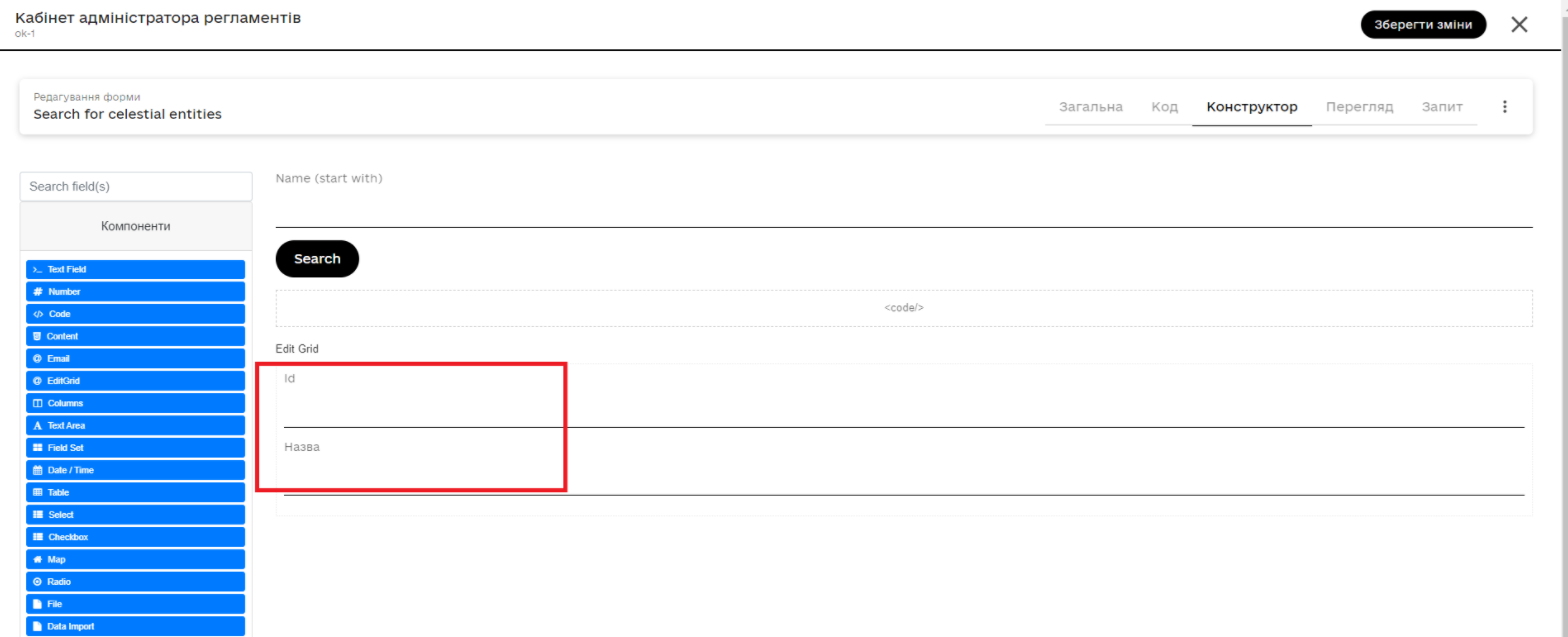 Кабінет адміністратора регламентів
ok-1
Зберегти зміни
Редагування форми
Search for celestial entities
Загальна Код Конструктор Перегляд Запит
Search field(s)
Компоненти
Text Field
Number
Code
Content
Email
EditGrid
Columns
Text Area
Field Set
Date / Time
Table
Select
Checkbox
Map
Radio
File
Data Import
Name (start with)
Search
<code/>
Edit Grid
Id
Назва